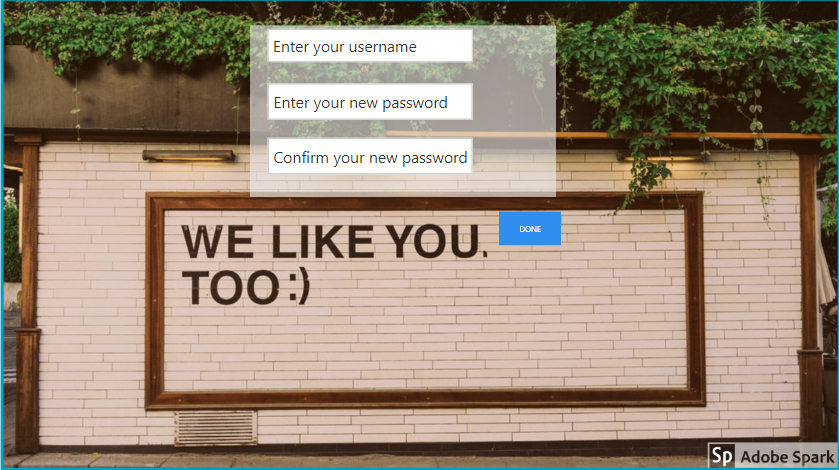 Enter your username
Enter your new password
Confirm your new password
DONE
WE LIKE YOU,
TOO :)
Sp Adobe Spark